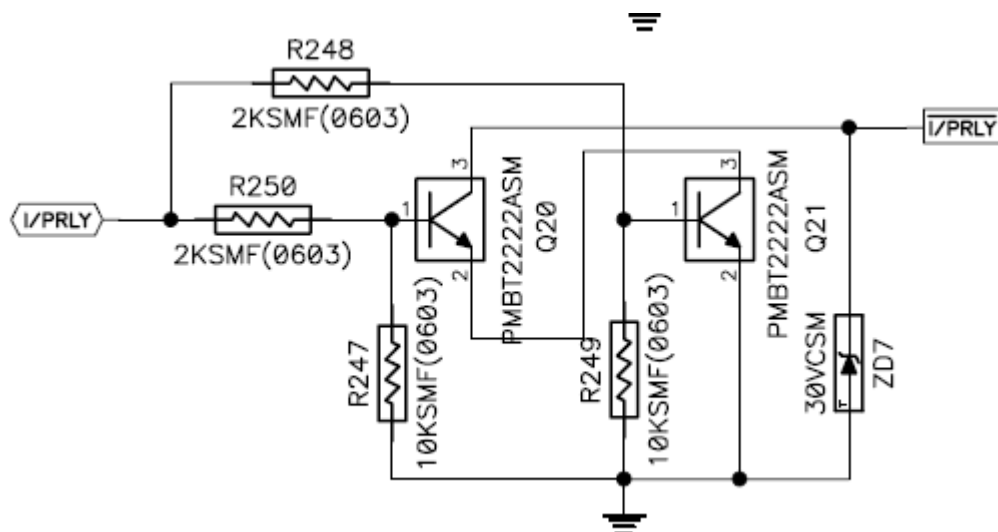 R248
2KSMF(0603)
I/PRLY
R250
2KSMF(0603)
I/PRLY
1
3
2
PMBT2222ASM
Q20
1
3
2
PMBT2222ASM
Q21
R247
10KSMF(0603)
R249
10KSMF(0603)
30VCSM
ZD7